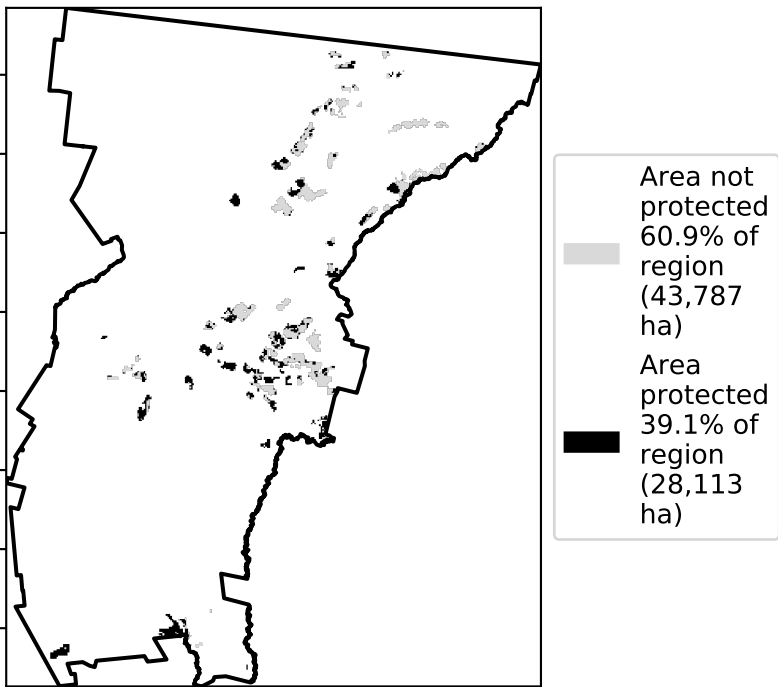 Area not
protected
60.9% of
region
(43,787
ha)
Area
protected
39.1% of
region
(28,113
ha)